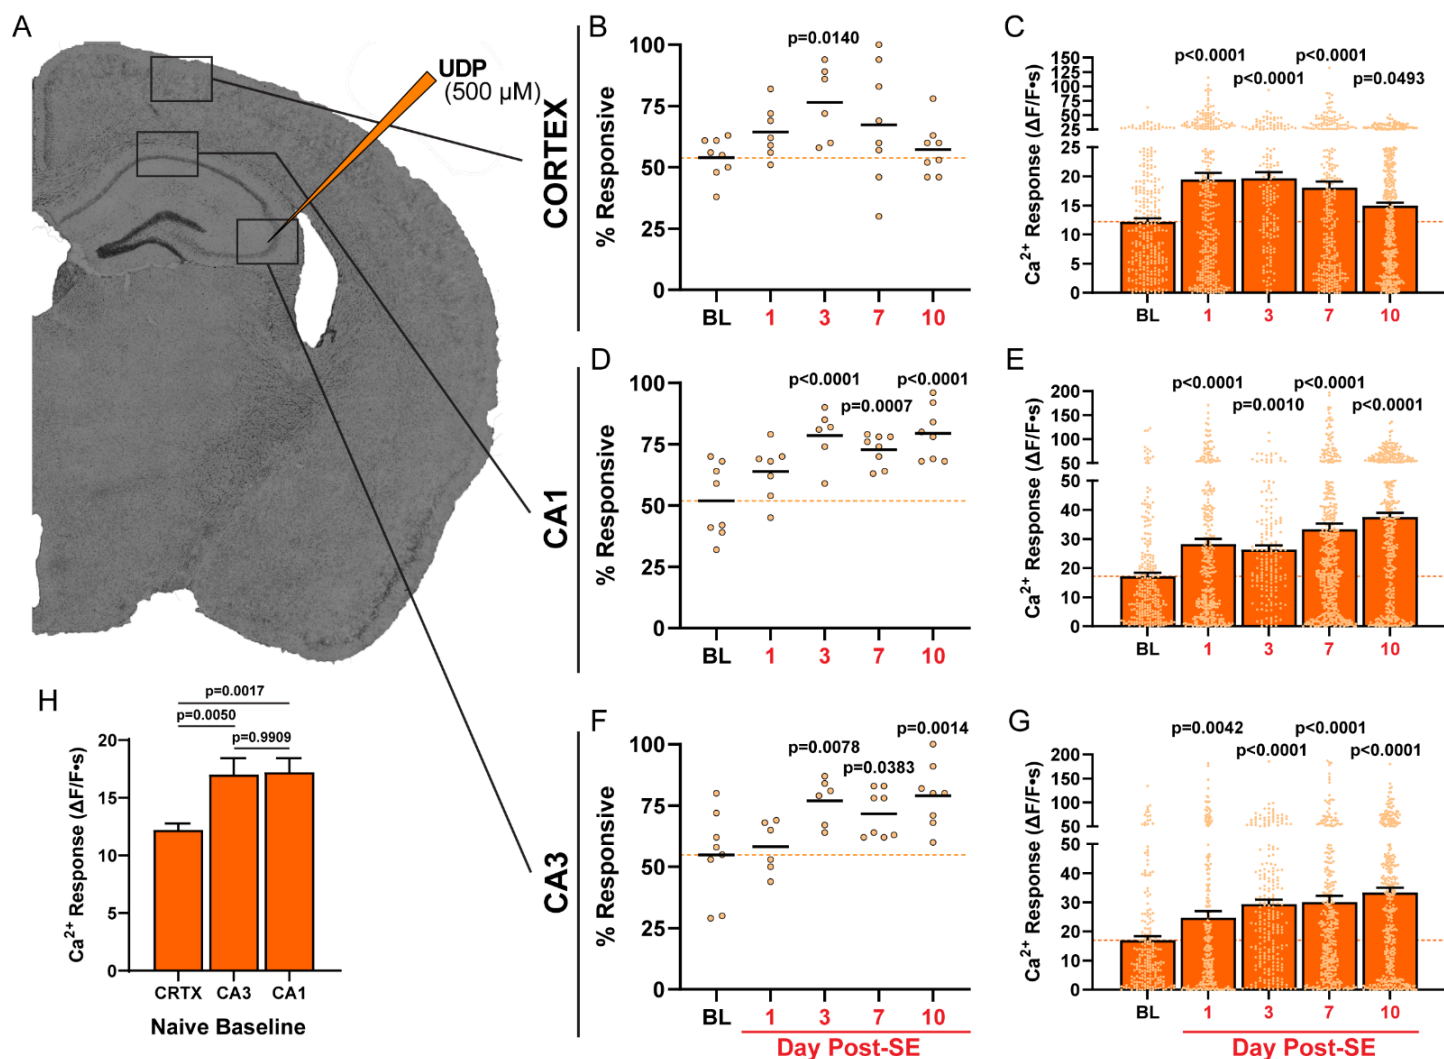 A
UDP
(500 µM)
CORTEX
B
p=0.0140
% Responsive
100
75
50
25
0
BL 1 3 7 10
C
p<0.0001 p<0.0001
p<0.0001 p=0.0493
Ca2+ Response (ΔF/F•s)
150
125
100
75
50
25
25
20
15
10
5
0
BL 1 3 7 10
CA1
D
p<0.0001 p<0.0001
p=0.0007
% Responsive
100
75
50
25
0
BL 1 3 7 10
E
p<0.0001 p<0.0001
p=0.0010 p<0.0001
Ca2+ Response (ΔF/F•s)
200
150
100
50
50
40
30
20
10
0
BL 1 3 7 10
H
p=0.0017
p=0.0050
p=0.9909
Ca2+ Response (ΔF/F•s)
20
15
10
5
0
CRTX CA3 CA1
Naive Baseline
CA3
F
p=0.0014
p=0.0078
p=0.0383
% Responsive
100
75
50
25
0
BL 1 3 7 10
Day Post-SE
G
p=0.0042 p<0.0001
p<0.0001 p<0.0001
Ca2+ Response (ΔF/F•s)
200
150
100
50
50
40
30
20
10
0
BL 1 3 7 10
Day Post-SE